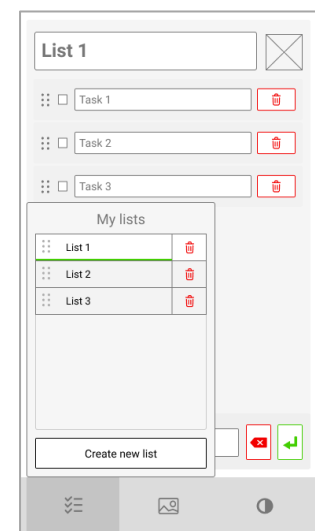 List 1
Task 1
Task 2
Task 3
My lists
List 1
List 2
List 3
Create new list